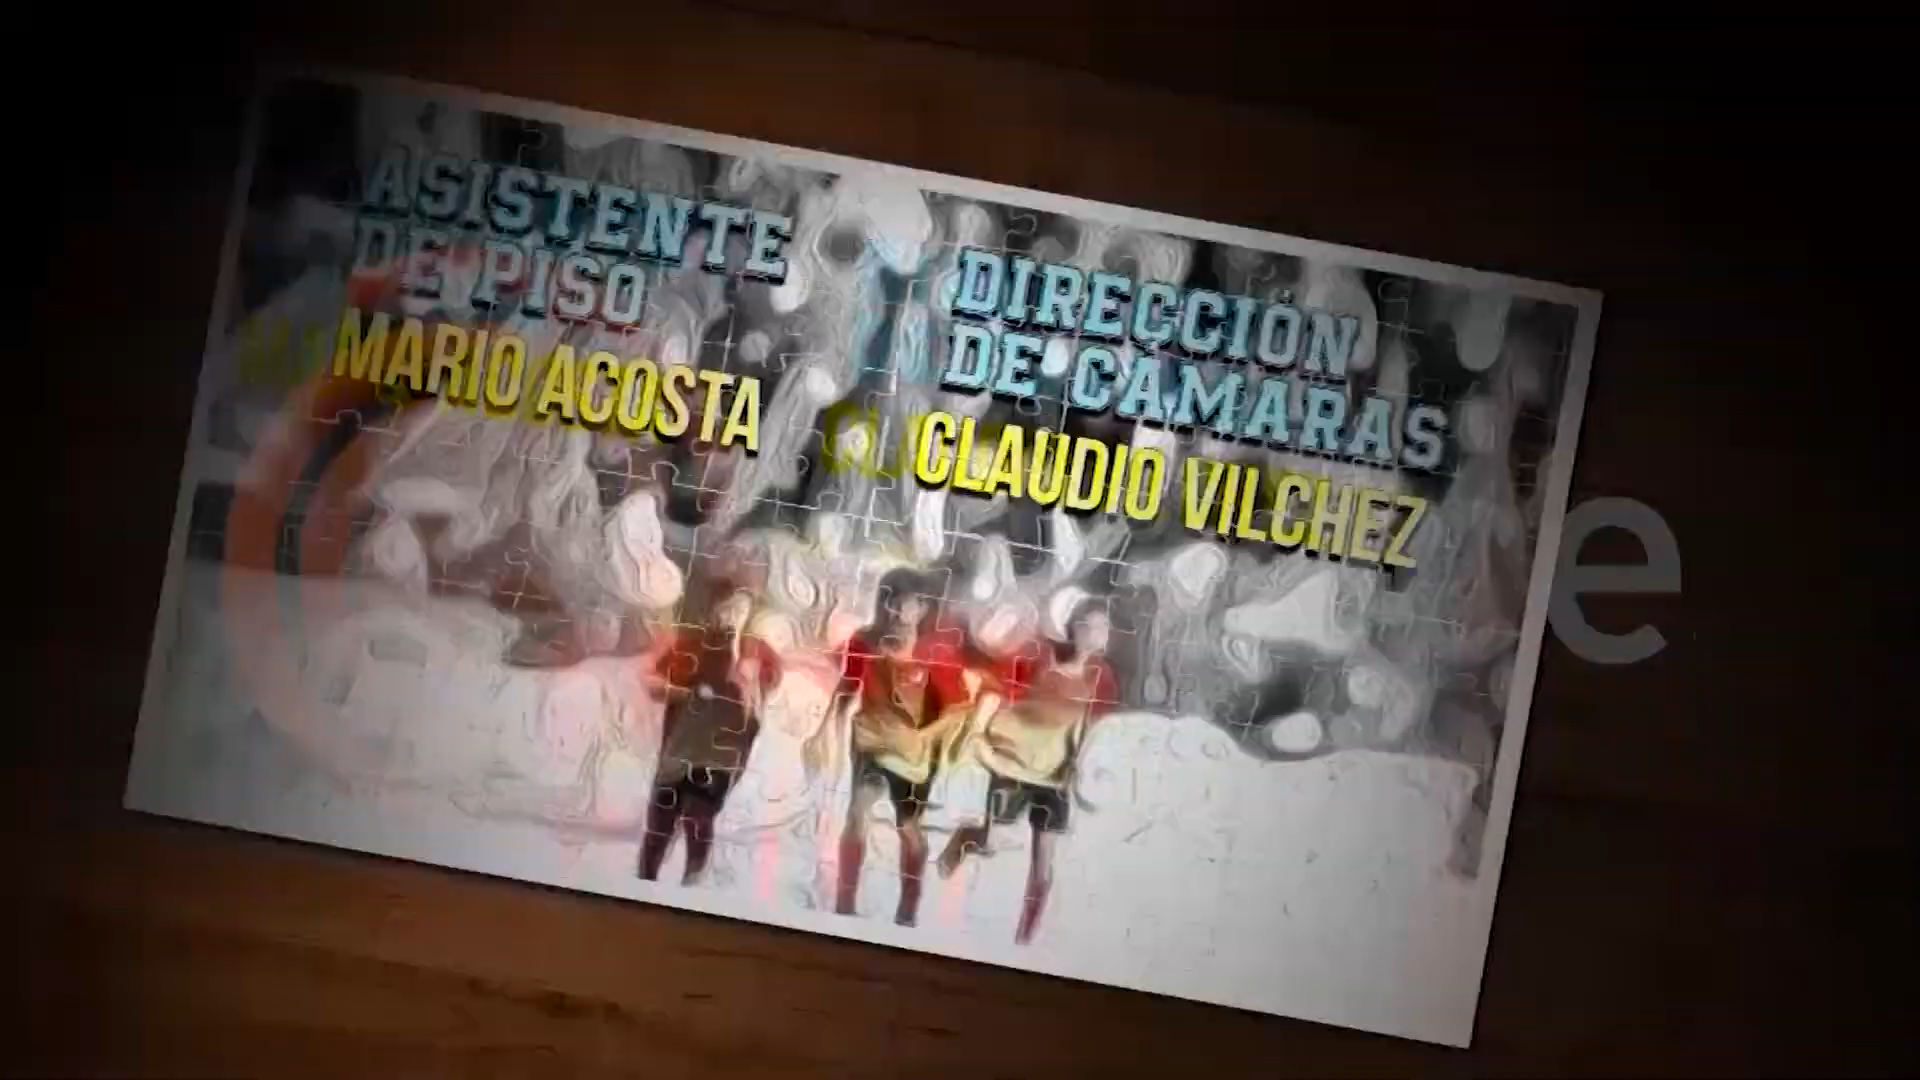 ASISTENTE
DE PISO
MARIO ACOSTA
DIRECCIÓN
DE CÁMARAS
CLAUDIO VILCHEZ
e